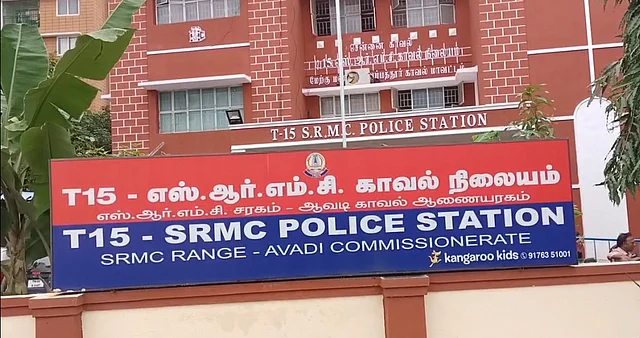 சென்னை காவல்
T-15 S.R.M.C. POLICE STATION
T15 - எஸ்.ஆர்.எம்.சி. காவல் நிலையம்
எஸ்.ஆர்.எம்.சி. சரகம் - ஆவடி காவல் ஆணையரகம்
T15 - SRMC POLICE STATION
SRMC RANGE - AVADI COMMISSIONERATE
kangaroo kids 91763 51001